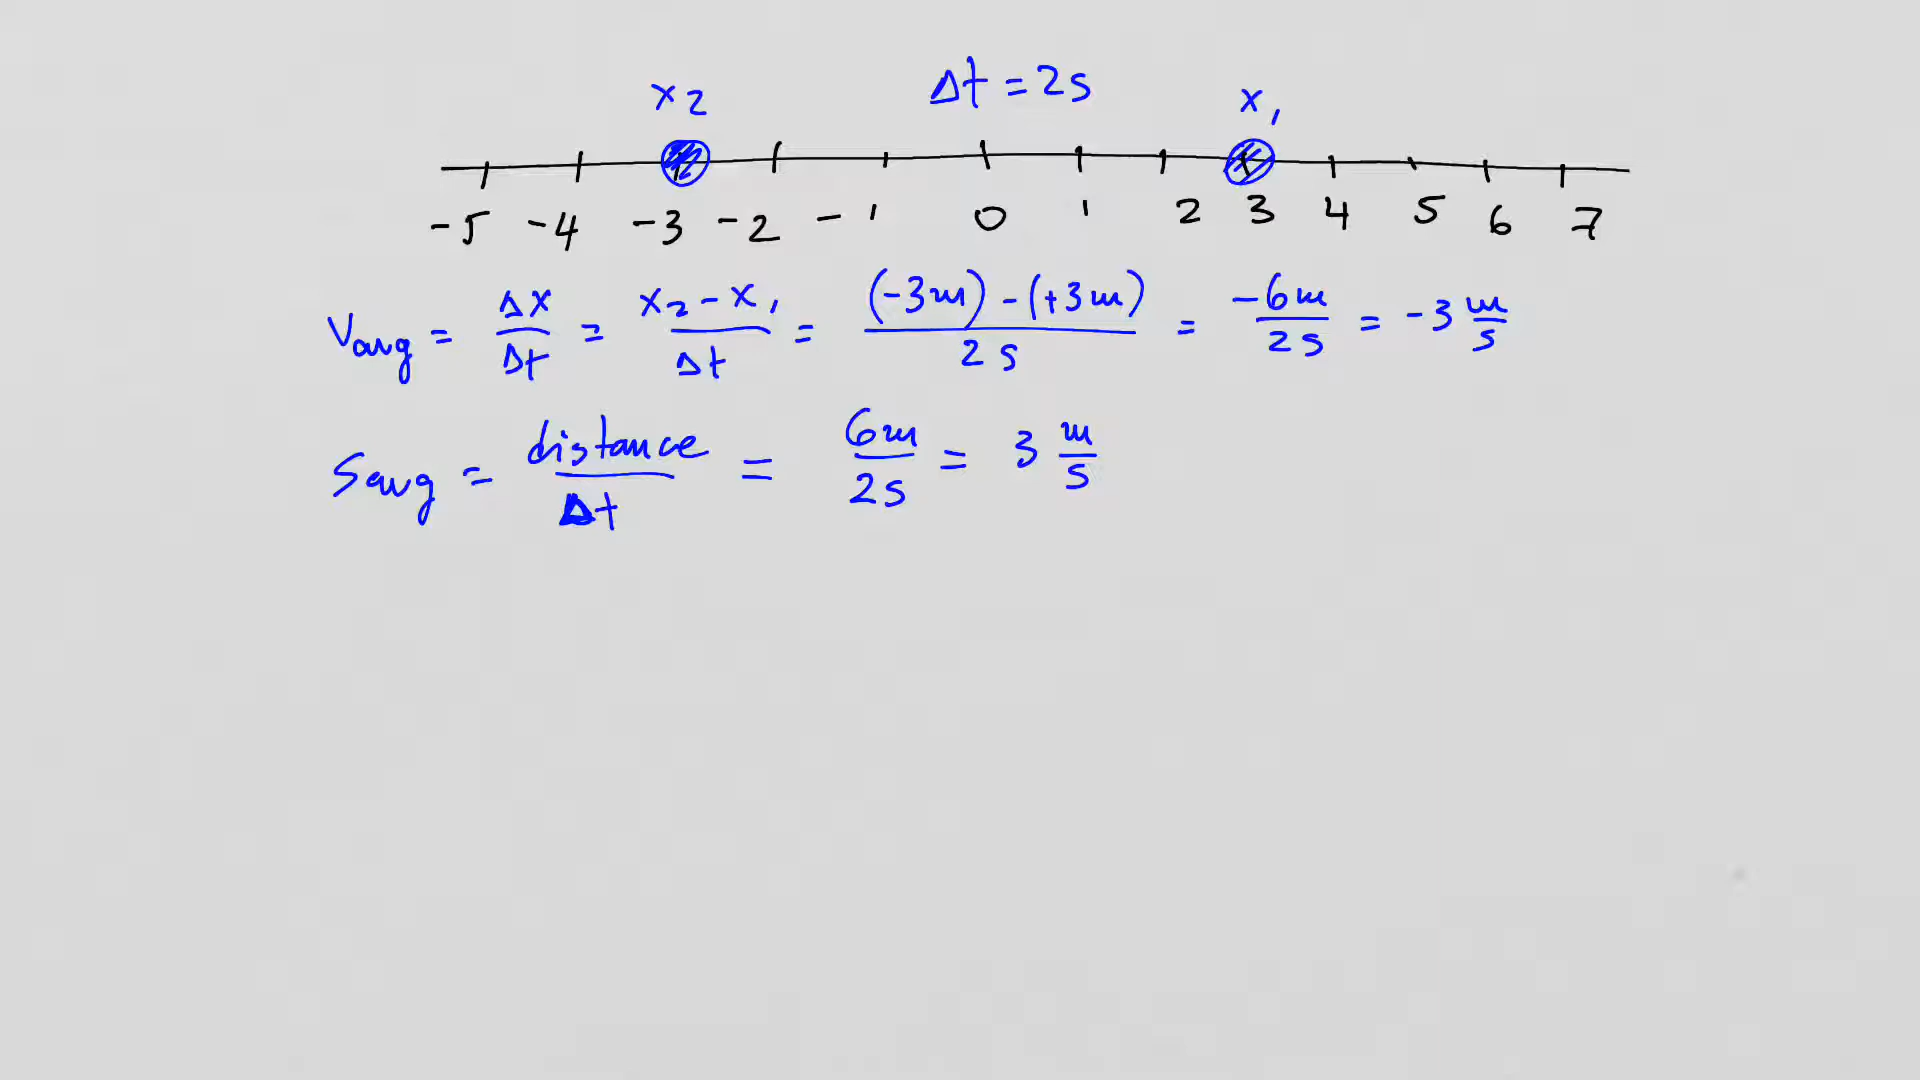 x₂ Δt = 2s x₁
-5 -4 -3 -2 -1 0 1 2 3 4 5 6 7
Vavg = Δx/Δt = (x₂ - x₁)/Δt = ((-3m) - (+3m))/2s = -6m/2s = -3 m/s
Savg = distance/Δt = 6m/2s = 3 m/s